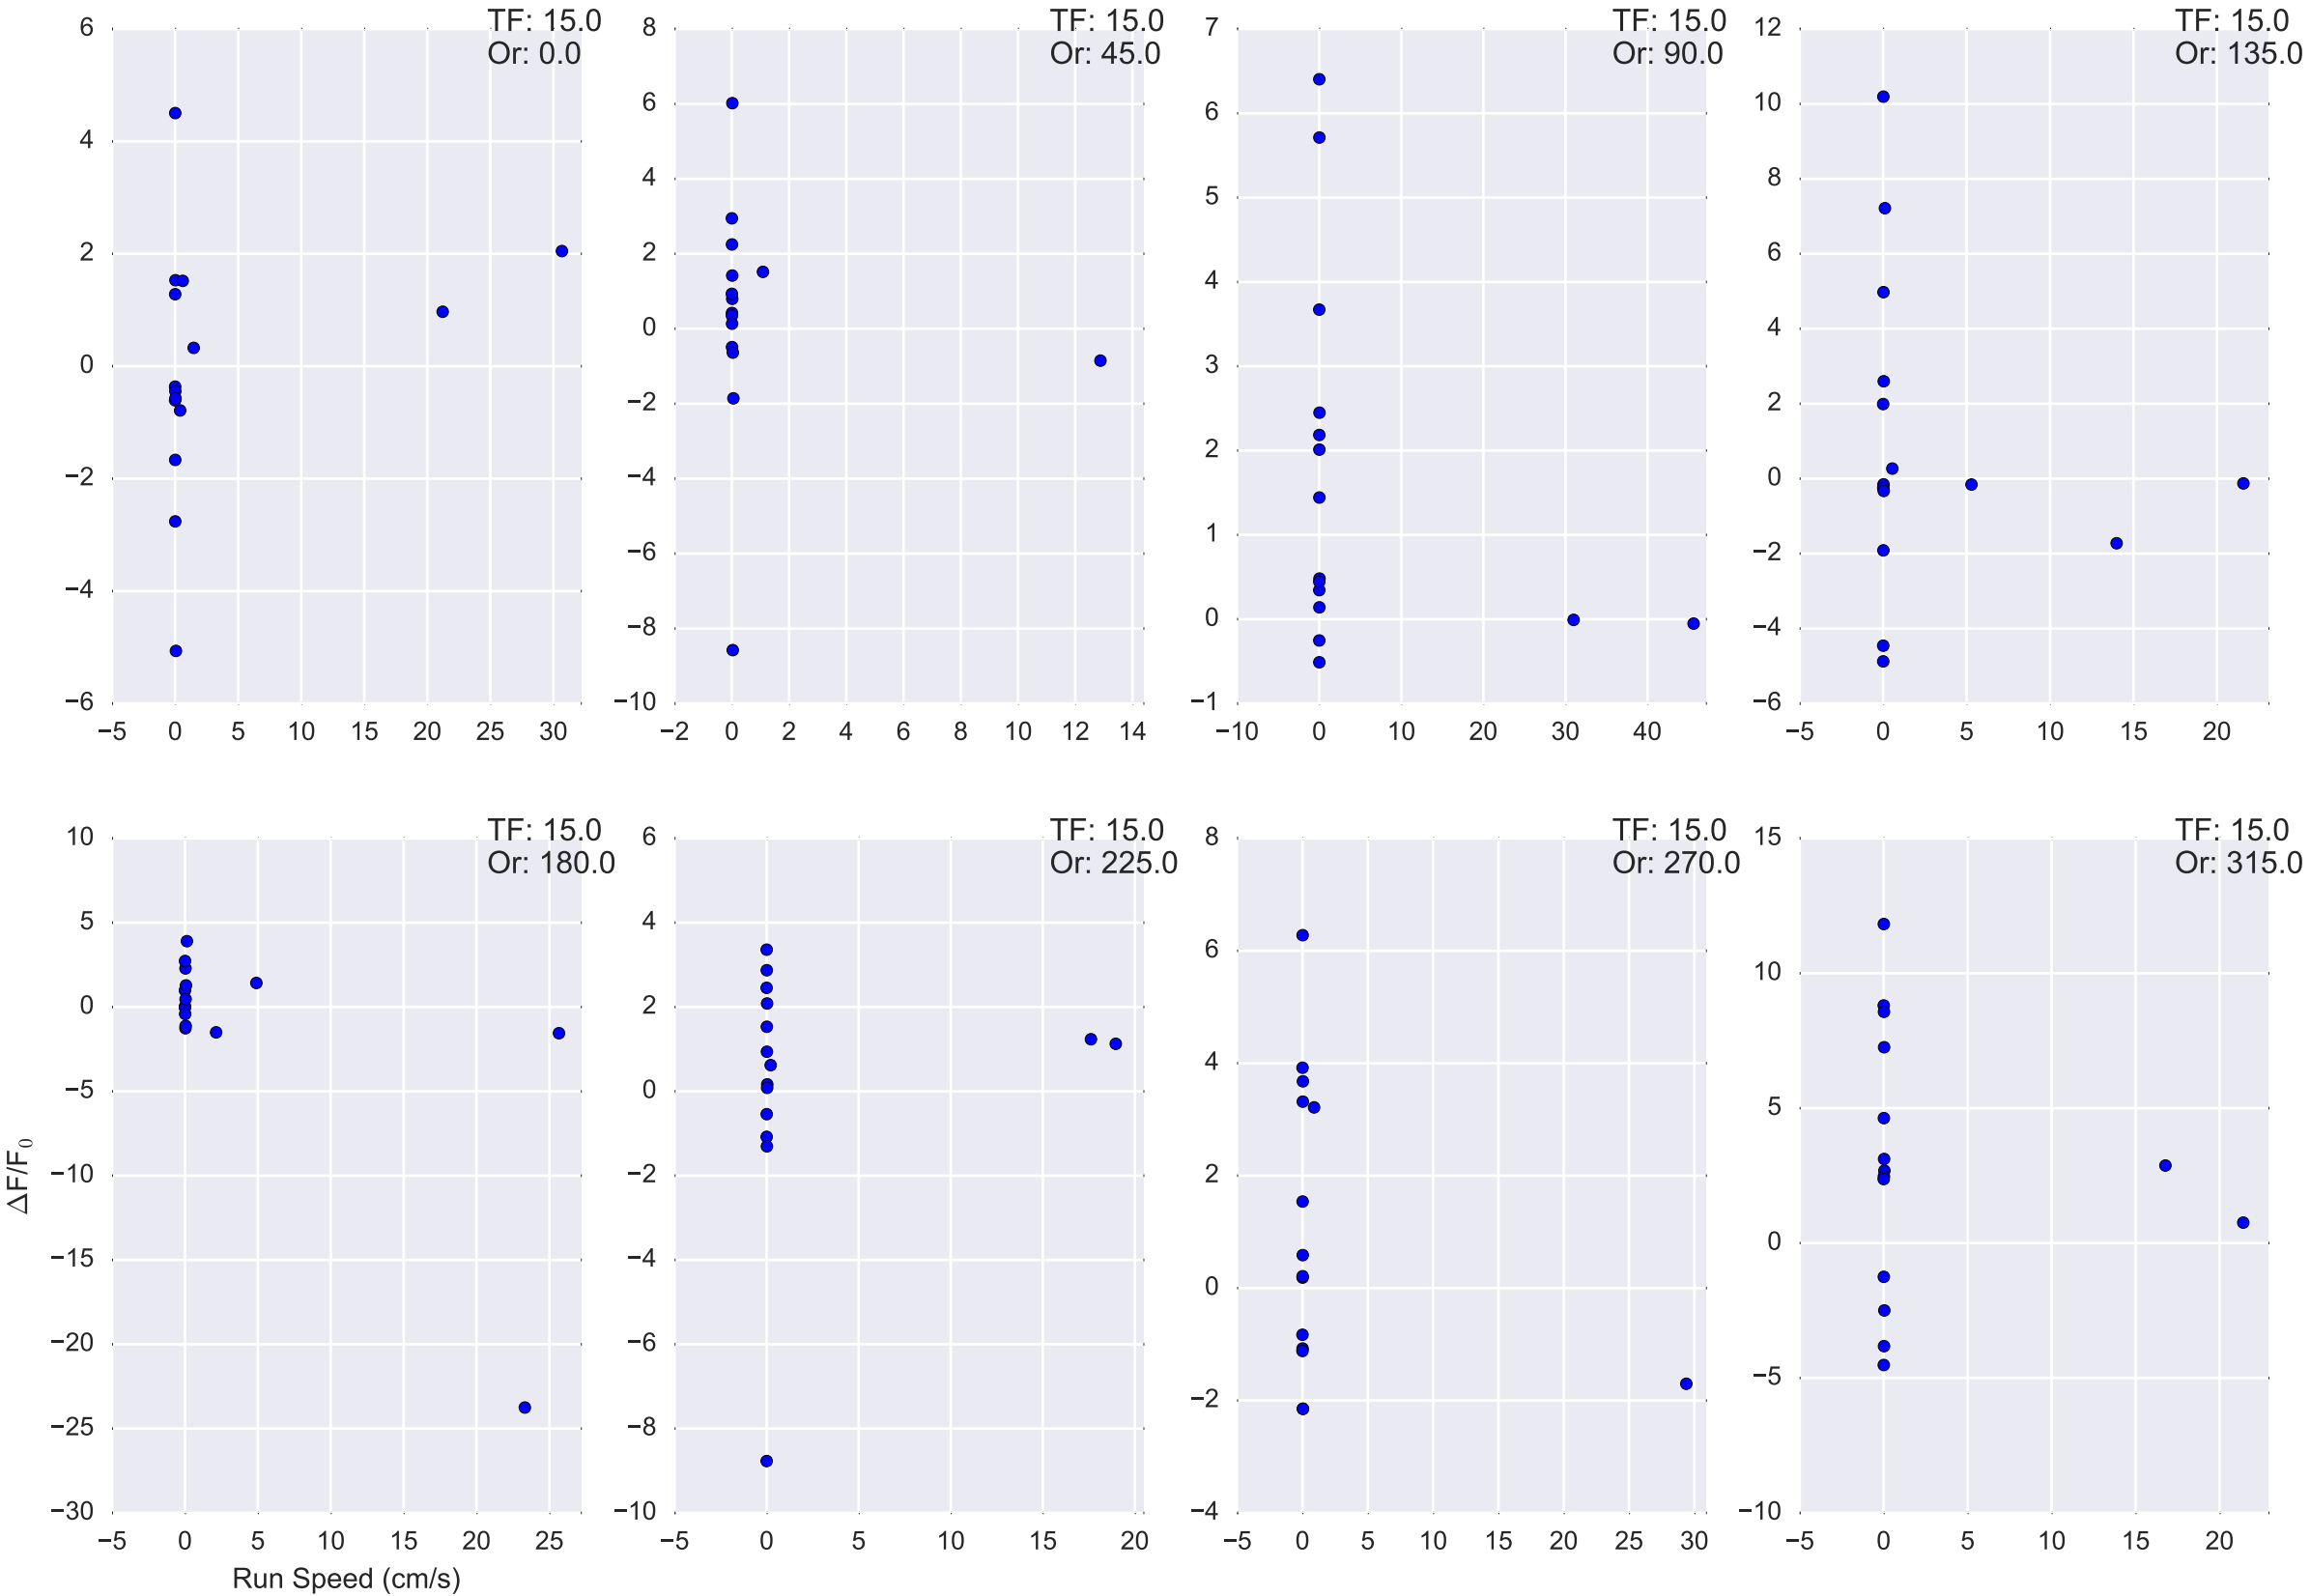 TF: 15.0
Or: 0.0
6
4
2
0
−2
−4
−6
−5 0 5 10 15 20 25 30
TF: 15.0
Or: 45.0
8
6
4
2
0
−2
−4
−6
−8
−10
−2 0 2 4 6 8 10 12 14
TF: 15.0
Or: 90.0
7
6
5
4
3
2
1
0
−1
−10 0 10 20 30 40
TF: 15.0
Or: 135.0
12
10
8
6
4
2
0
−2
−4
−6
−5 0 5 10 15 20
TF: 15.0
Or: 180.0
10
5
0
−5
−10
−15
−20
−25
−30
−5 0 5 10 15 20 25
ΔF/F₀
Run Speed (cm/s)
TF: 15.0
Or: 225.0
6
4
2
0
−2
−4
−6
−8
−10
−5 0 5 10 15 20
TF: 15.0
Or: 270.0
8
6
4
2
0
−2
−4
−5 0 5 10 15 20 25 30
TF: 15.0
Or: 315.0
15
10
5
0
−5
−10
−5 0 5 10 15 20